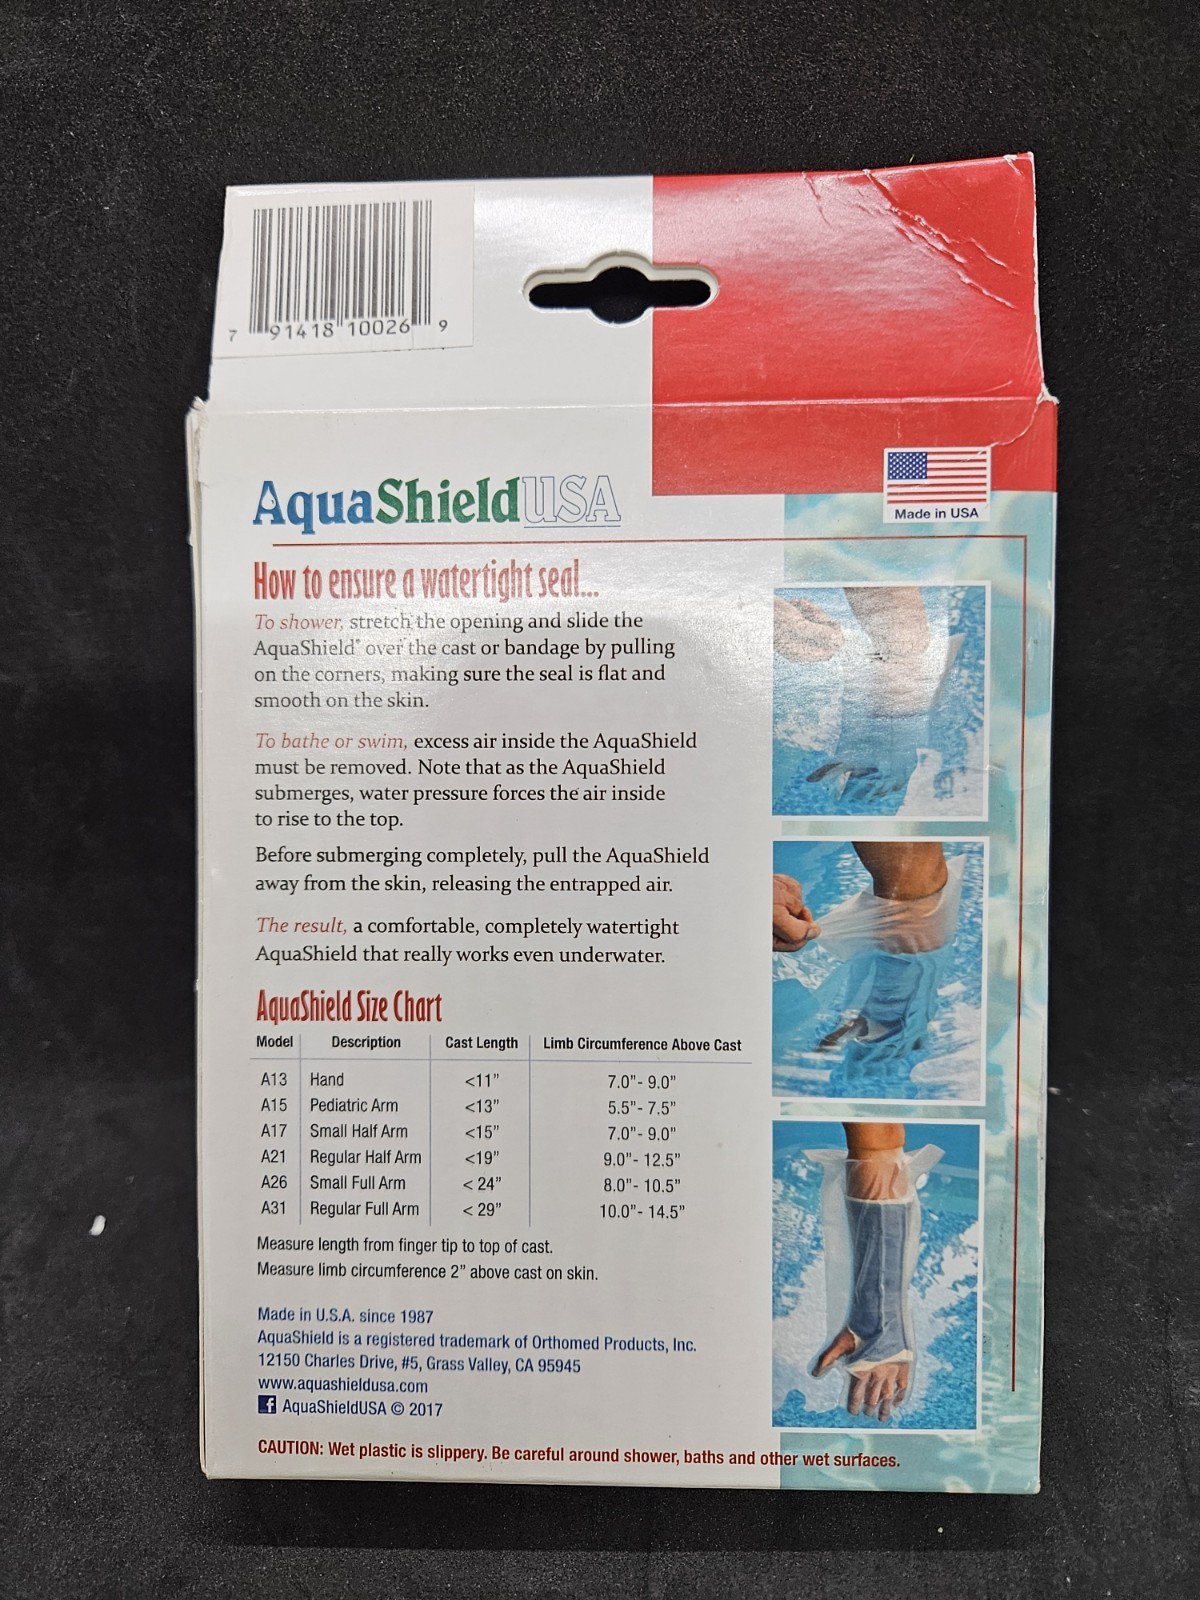 7 91418 10026 9
Made in USA
AquaShieldUSA
How to ensure a watertight seal...
To shower, stretch the opening and slide the
AquaShield® over the cast or bandage by pulling
on the corners, making sure the seal is flat and
smooth on the skin.
To bathe or swim, excess air inside the AquaShield
must be removed. Note that as the AquaShield
submerges, water pressure forces the air inside
to rise to the top.
Before submerging completely, pull the AquaShield
away from the skin, releasing the entrapped air.
The result, a comfortable, completely watertight
AquaShield that really works even underwater.
AquaShield Size Chart
Model Description Cast Length Limb Circumference Above Cast
A13 Hand <11” 7.0”- 9.0”
A15 Pediatric Arm <13” 5.5”- 7.5”
A17 Small Half Arm <15” 7.0”- 9.0”
A21 Regular Half Arm <19” 9.0”- 12.5”
A26 Small Full Arm < 24” 8.0”- 10.5”
A31 Regular Full Arm < 29” 10.0”- 14.5”
Measure length from finger tip to top of cast.
Measure limb circumference 2” above cast on skin.
Made in U.S.A. since 1987
AquaShield is a registered trademark of Orthomed Products, Inc.
12150 Charles Drive, #5, Grass Valley, CA 95945
www.aquashieldusa.com
f AquaShieldUSA © 2017
CAUTION: Wet plastic is slippery. Be careful around shower, baths and other wet surfaces.